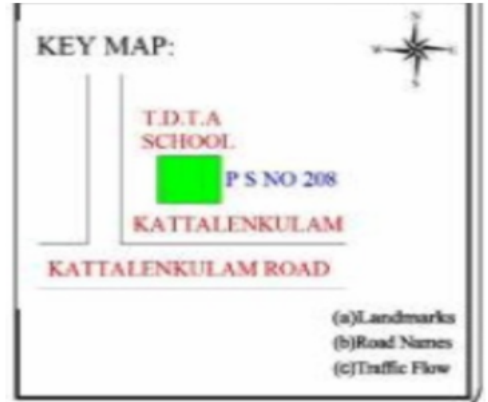 N
W E
S
KEY MAP:
T.D.T.A
SCHOOL
P S NO 208
KATTALENKULAM
KATTALENKULAM ROAD
(a)Landmarks
(b)Road Names
(c)Traffic Flow